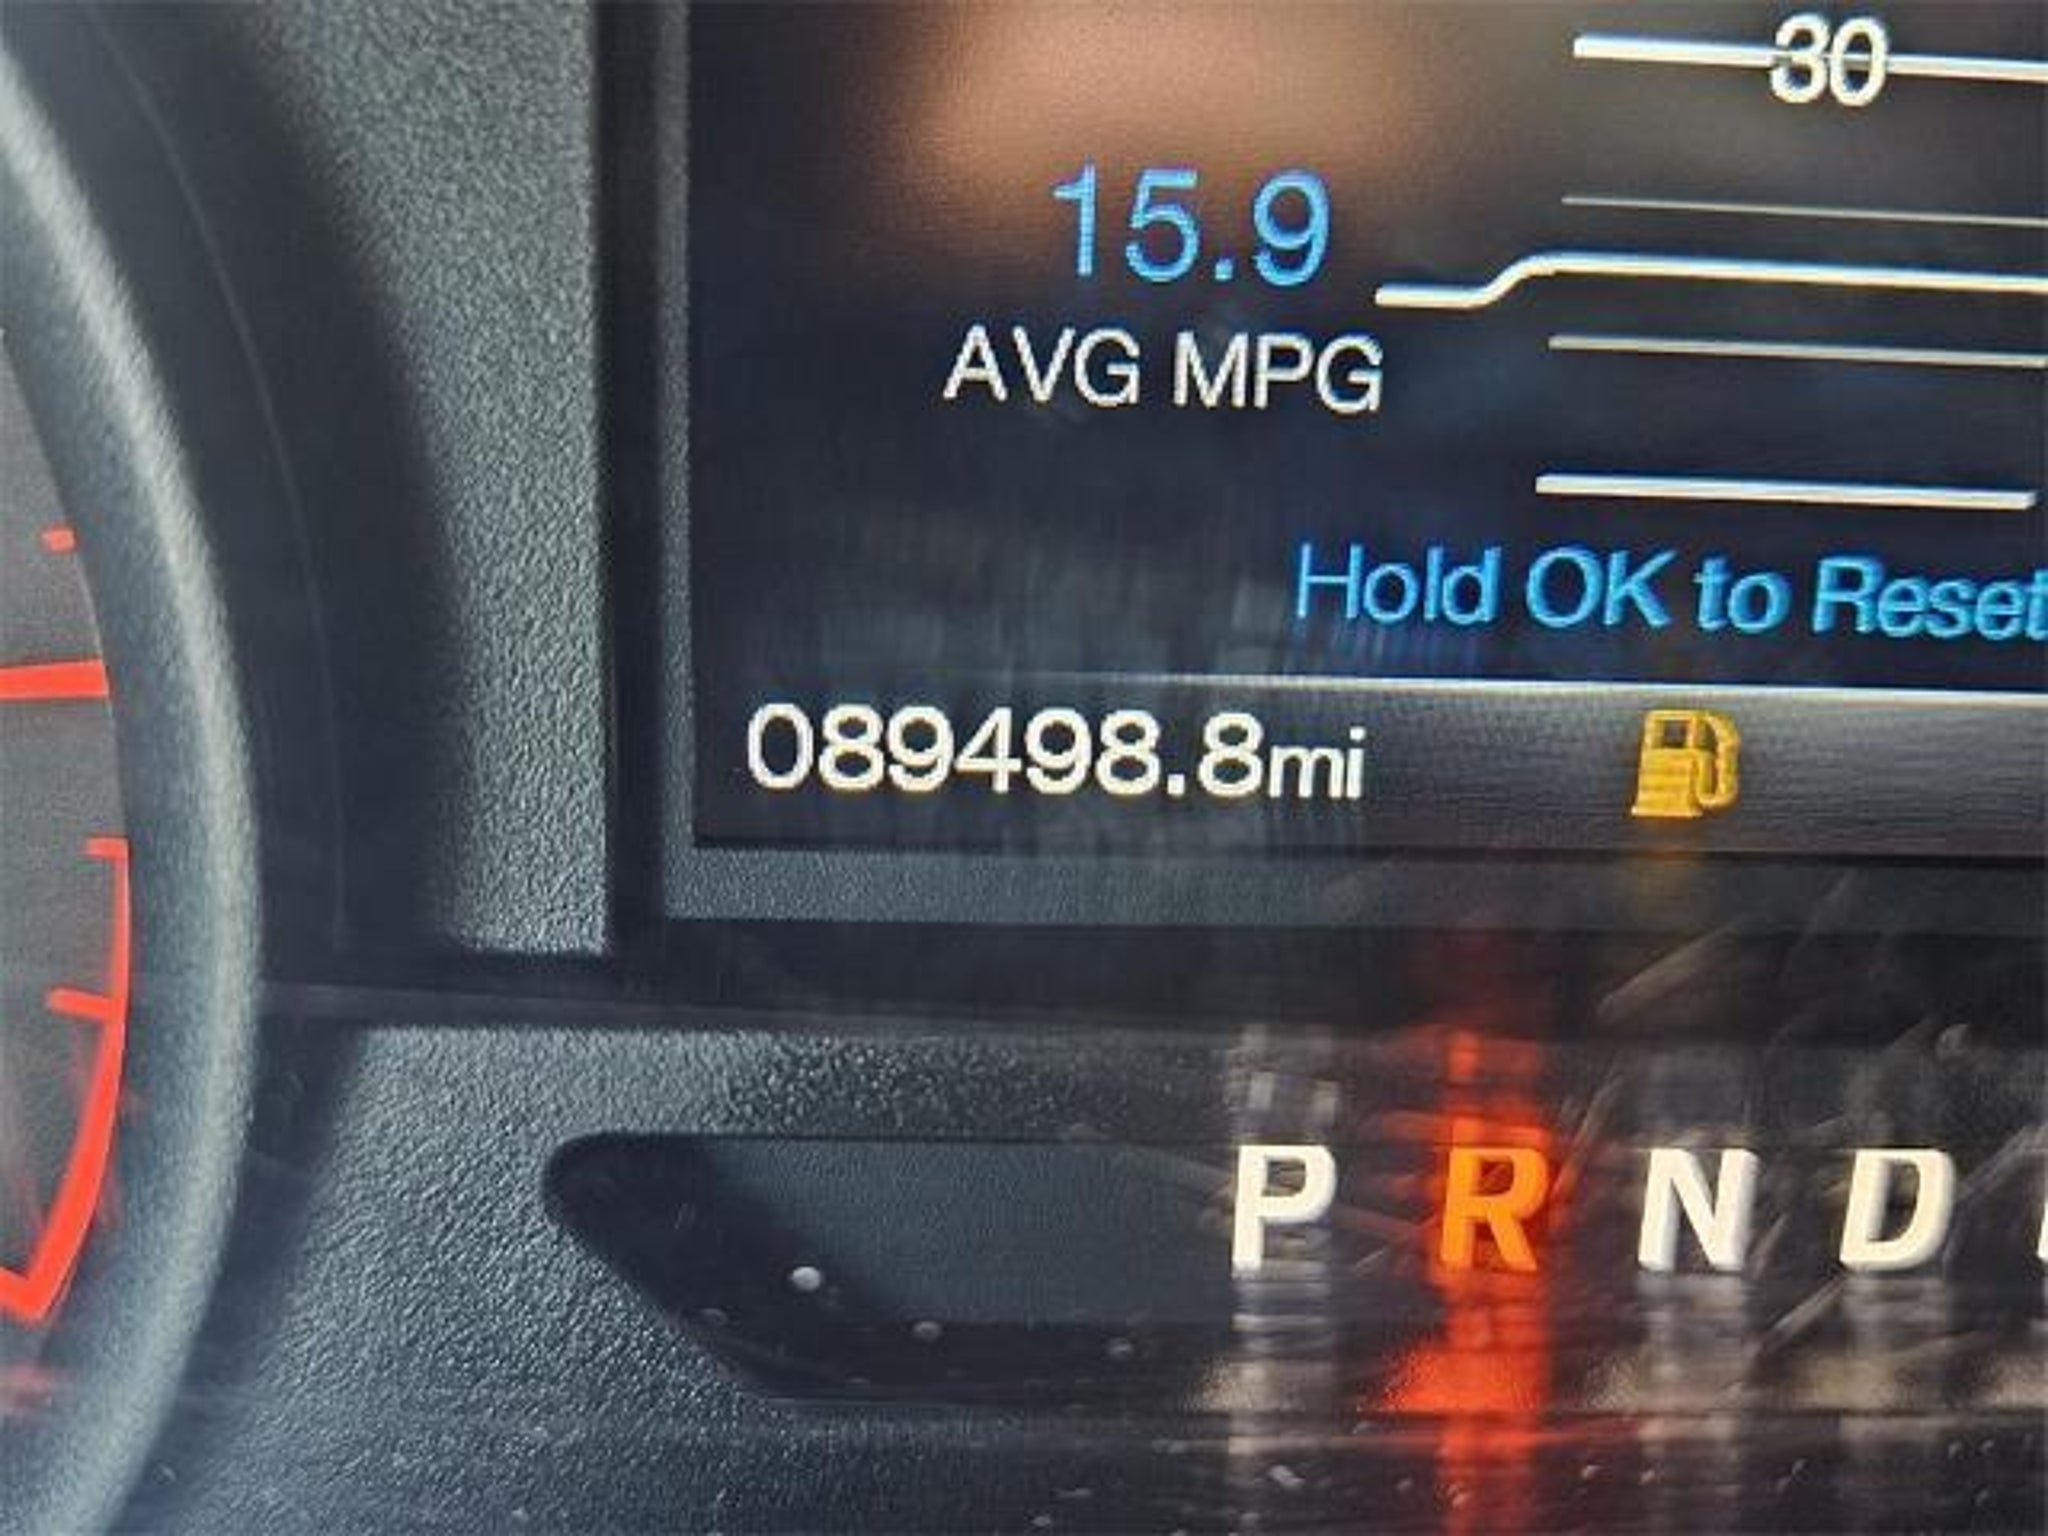 30
15.9
AVG MPG
Hold OK to Reset
089498.8mi
P R N D